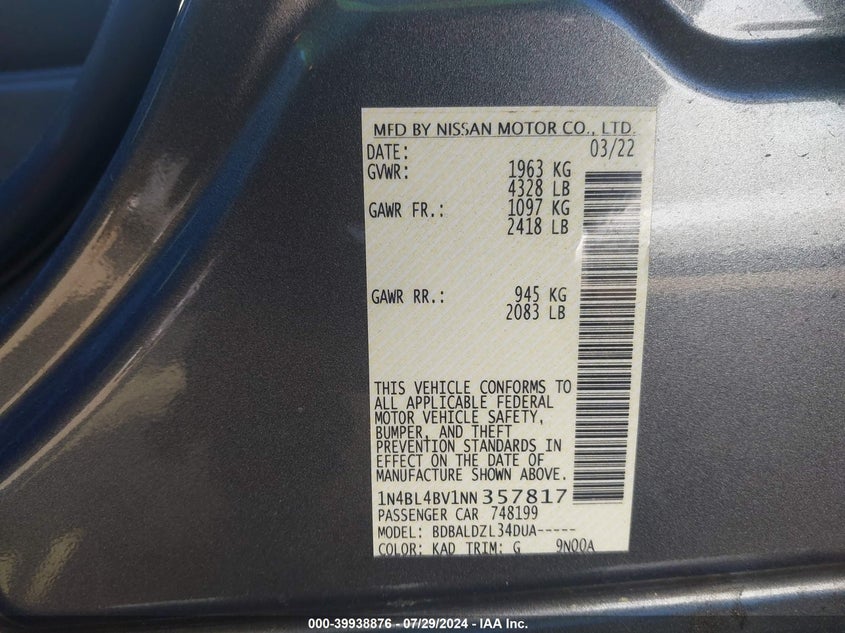 MFD BY NISSAN MOTOR CO., LTD.
DATE: 03/22
GVWR: 1963 KG
4328 LB
GAWR FR.: 1097 KG
2418 LB
GAWR RR.: 945 KG
2083 LB
THIS VEHICLE CONFORMS TO
ALL APPLICABLE FEDERAL
MOTOR VEHICLE SAFETY,
BUMPER, AND THEFT
PREVENTION STANDARDS IN
EFFECT ON THE DATE OF
MANUFACTURE SHOWN ABOVE.
1N4BL4BV1NN357817
PASSENGER CAR 748199
MODEL: BDBALDZL34DUA-----
COLOR: KAD TRIM: G 9N00A
000-39938876 - 07/29/2024 - IAA Inc.